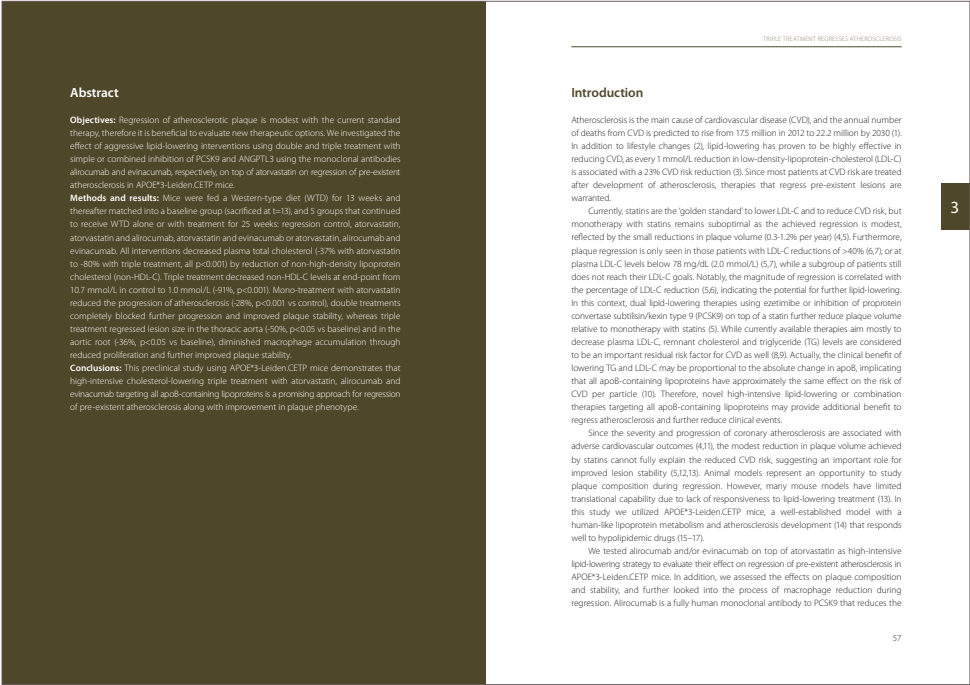 Abstract
Objectives: Regression of atherosclerotic plaque is modest with the current standard
therapy, therefore it is beneficial to evaluate new therapeutic options. We investigated the
effect of aggressive lipid-lowering interventions using double and triple treatment with
simple or combined inhibition of PCSK9 and ANGPTL3 using the monoclonal antibodies
alirocumab and evinacumab, respectively, on top of atorvastatin on regression of pre-existent
atherosclerosis in APOE*3-Leiden.CETP mice.
Methods and results: Mice were fed a Western-type diet (WTD) for 13 weeks and
thereafter matched into a baseline group (sacrificed at t=13), and 5 groups that continued
to receive WTD alone or with treatment for 25 weeks: regression control, atorvastatin,
atorvastatin and alirocumab, atorvastatin and evinacumab or atorvastatin, alirocumab and
evinacumab. All interventions decreased plasma total cholesterol (-37% with atorvastatin
to -80% with triple treatment, all p<0.001) by reduction of non-high-density lipoprotein
cholesterol (non-HDL-C). Triple treatment decreased non-HDL-C levels at end-point from
10.7 mmol/L in control to 1.0 mmol/L (-91%, p<0.001). Mono-treatment with atorvastatin
reduced the progression of atherosclerosis (-28%, p<0.001 vs control), double treatments
completely blocked further progression and improved plaque stability, whereas triple
treatment regressed lesion size in the thoracic aorta (-50%, p<0.05 vs baseline) and in the
aortic root (-36%, p<0.05 vs baseline), diminished macrophage accumulation through
reduced proliferation and further improved plaque stability.
Conclusions: This preclinical study using APOE*3-Leiden.CETP mice demonstrates that
high-intensive cholesterol-lowering triple treatment with atorvastatin, alirocumab and
evinacumab targeting all apoB-containing lipoproteins is a promising approach for regression
of pre-existent atherosclerosis along with improvement in plaque phenotype.
TRIPLE TREATMENT REGRESSES ATHEROSCLEROSIS
Introduction
Atherosclerosis is the main cause of cardiovascular disease (CVD), and the annual number
of deaths from CVD is predicted to rise from 17.5 million in 2012 to 22.2 million by 2030 (1).
In addition to lifestyle changes (2), lipid-lowering has proven to be highly effective in
reducing CVD, as every 1 mmol/L reduction in low-density-lipoprotein-cholesterol (LDL-C)
is associated with a 23% CVD risk reduction (3). Since most patients at CVD risk are treated
after development of atherosclerosis, therapies that regress pre-existent lesions are
warranted.
Currently, statins are the 'golden standard' to lower LDL-C and to reduce CVD risk, but
monotherapy with statins remains suboptimal as the achieved regression is modest,
reflected by the small reductions in plaque volume (0.3-1.2% per year) (4,5). Furthermore,
plaque regression is only seen in those patients with LDL-C reductions of >40% (6,7), or at
plasma LDL-C levels below 78 mg/dL (2.0 mmol/L) (5,7), while a subgroup of patients still
does not reach their LDL-C goals. Notably, the magnitude of regression is correlated with
the percentage of LDL-C reduction (5,6), indicating the potential for further lipid-lowering.
In this context, dual lipid-lowering therapies using ezetimibe or inhibition of proprotein
convertase subtilisin/kexin type 9 (PCSK9) on top of a statin further reduce plaque volume
relative to monotherapy with statins (5). While currently available therapies aim mostly to
decrease plasma LDL-C, remnant cholesterol and triglyceride (TG) levels are considered
to be an important residual risk factor for CVD as well (8,9). Actually, the clinical benefit of
lowering TG and LDL-C may be proportional to the absolute change in apoB, implicating
that all apoB-containing lipoproteins have approximately the same effect on the risk of
CVD per particle (10). Therefore, novel high-intensive lipid-lowering or combination
therapies targeting all apoB-containing lipoproteins may provide additional benefit to
regress atherosclerosis and further reduce clinical events.
Since the severity and progression of coronary atherosclerosis are associated with
adverse cardiovascular outcomes (4,11), the modest reduction in plaque volume achieved
by statins cannot fully explain the reduced CVD risk, suggesting an important role for
improved lesion stability (5,12,13). Animal models represent an opportunity to study
plaque composition during regression. However, many mouse models have limited
translational capability due to lack of responsiveness to lipid-lowering treatment (13). In
this study we utilized APOE*3-Leiden.CETP mice, a well-established model with a
human-like lipoprotein metabolism and atherosclerosis development (14) that responds
well to hypolipidemic drugs (15–17).
We tested alirocumab and/or evinacumab on top of atorvastatin as high-intensive
lipid-lowering strategy to evaluate their effect on regression of pre-existent atherosclerosis in
APOE*3-Leiden.CETP mice. In addition, we assessed the effects on plaque composition
and stability, and further looked into the process of macrophage reduction during
regression. Alirocumab is a fully human monoclonal antibody to PCSK9 that reduces the
3
57